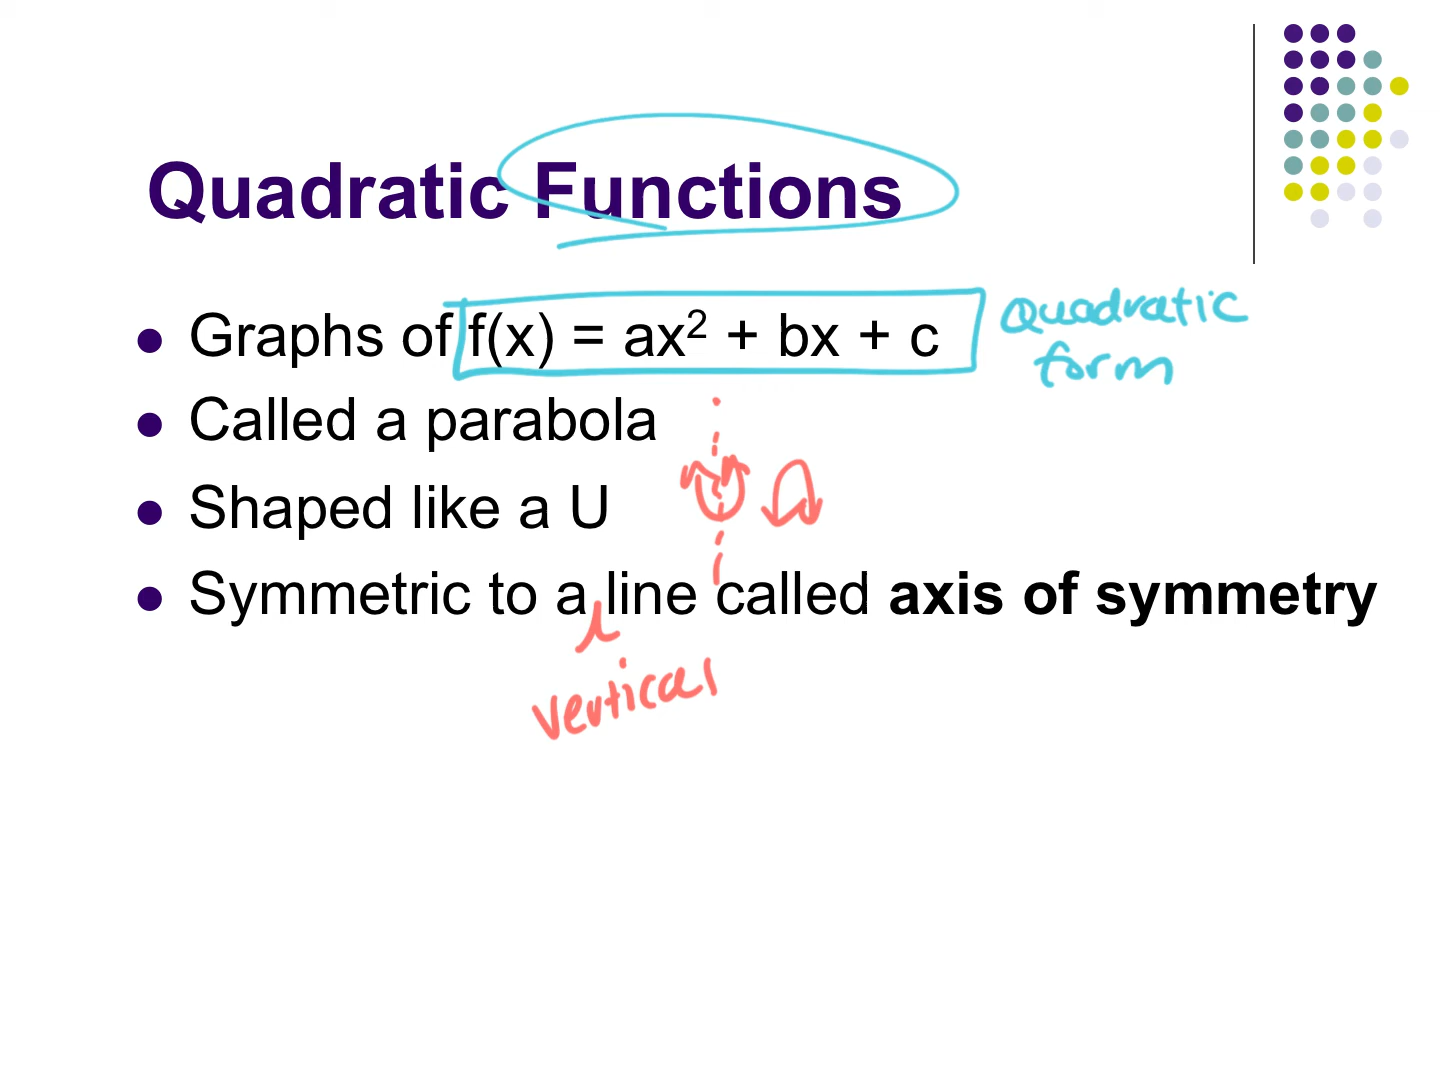 Quadratic Functions
Graphs of f(x) = ax² + bx + c
Quadratic
form
Called a parabola
Shaped like a U
Symmetric to a line called axis of symmetry
vertical